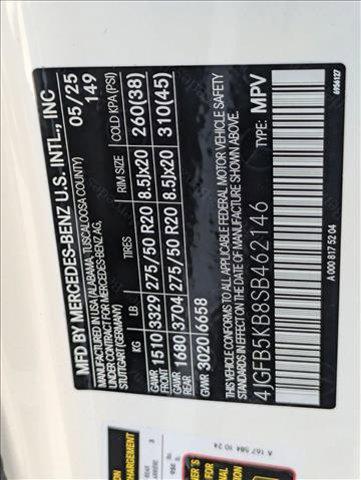 MFD BY MERCEDES-BENZ U.S. INTL., INC
MANUFACTURED IN USA (ALABAMA, TUSCALOOSA COUNTY)
UNDER CONTRACT FOR MERCEDES-BENZ AG,
STUTTGART (GERMANY)
05/25
149
KG LB TIRES RIM SIZE COLD KPA (PSI)
GAWR FRONT 1510 3329 275/50 R20 8.5Jx20 260(38)
GAWR REAR 1680 3704 275/50 R20 8.5Jx20 310(45)
GVWR 3020 6658
THIS VEHICLE CONFORMS TO ALL APPLICABLE FEDERAL MOTOR VEHICLE SAFETY
STANDARDS IN EFFECT ON THE DATE OF MANUFACTURE SHOWN ABOVE.
4JGFB5KB8SB462146 TYPE: MPV
A 000 817 52 04
6956127
A 167 584 10 24